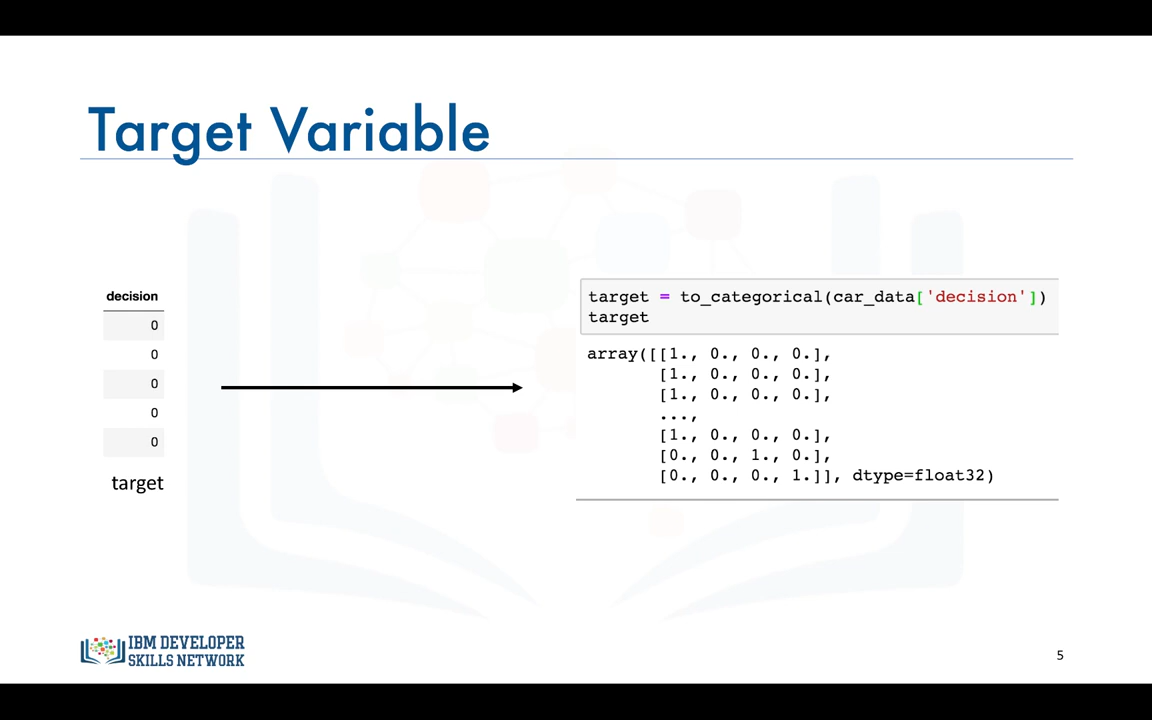 Target Variable
decision
0
0
0
0
0
target
target = to_categorical(car_data['decision'])
target
array([[1., 0., 0., 0.],
[1., 0., 0., 0.],
[1., 0., 0., 0.],
...,
[1., 0., 0., 0.],
[0., 0., 1., 0.],
[0., 0., 0., 1.]], dtype=float32)
IBM DEVELOPER
SKILLS NETWORK
5